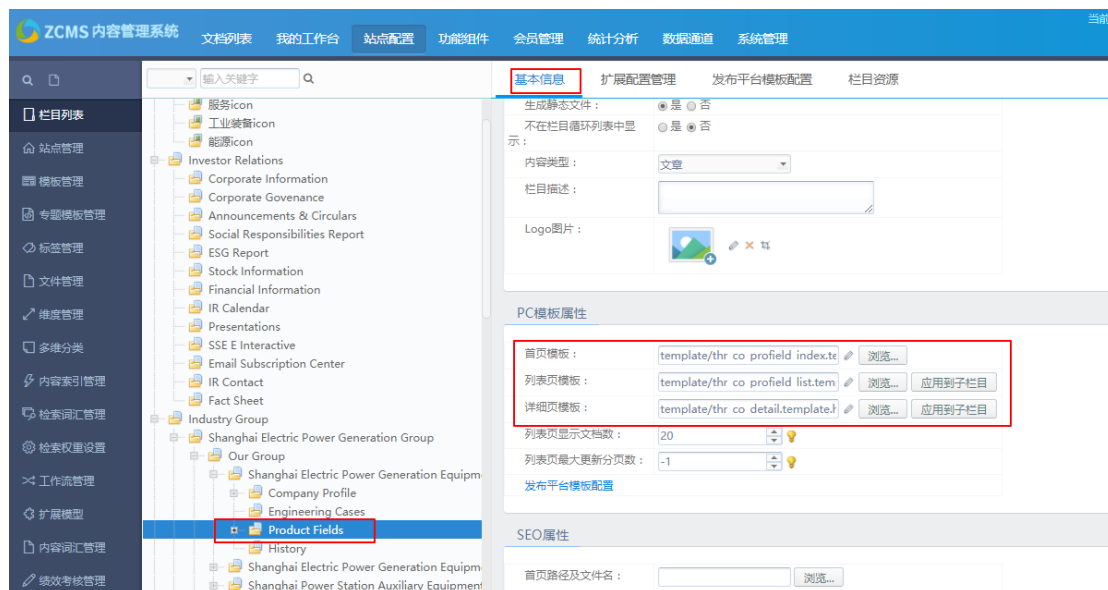 ZCMS 内容管理系统
文档列表 我的工作台 站点配置 功能组件 会员管理 统计分析 数据通道 系统管理
当前
栏目列表
站点管理
模板管理
专题模板管理
标签管理
文件管理
维度管理
多维分类
内容索引管理
检索词汇管理
检索权重设置
工作流管理
扩展模型
内容词汇管理
绩效考核管理
输入关键字
服务icon
工业装备icon
能源icon
Investor Relations
Corporate Information
Corporate Govenance
Announcements & Circulars
Social Responsibilities Report
ESG Report
Stock Information
Financial Information
IR Calendar
Presentations
SSE E Interactive
Email Subscription Center
IR Contact
Fact Sheet
Industry Group
Shanghai Electric Power Generation Group
Our Group
Shanghai Electric Power Generation Equipm
Company Profile
Engineering Cases
Product Fields
History
Shanghai Electric Power Generation Equipm
Shanghai Power Station Auxiliary Equipment
基本信息 扩展配置管理 发布平台模板配置 栏目资源
生成静态文件： 是 否
不在栏目循环列表中显
示： 是 否
内容类型： 文章
栏目描述：
Logo图片：
PC模板属性
首页模板： template/thr_co_profield_index.te 浏览...
列表页模板： template/thr_co_profield_list.tem 浏览... 应用到子栏目
详细页模板： template/thr_co_detail.template.h 浏览... 应用到子栏目
列表页显示文档数： 20
列表页最大更新分页数： -1
发布平台模板配置
SEO属性
首页路径及文件名： 浏览...